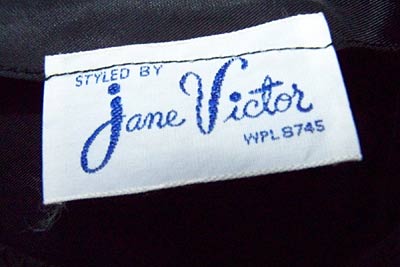 STYLED BY
Jane Victor
WPL 8745